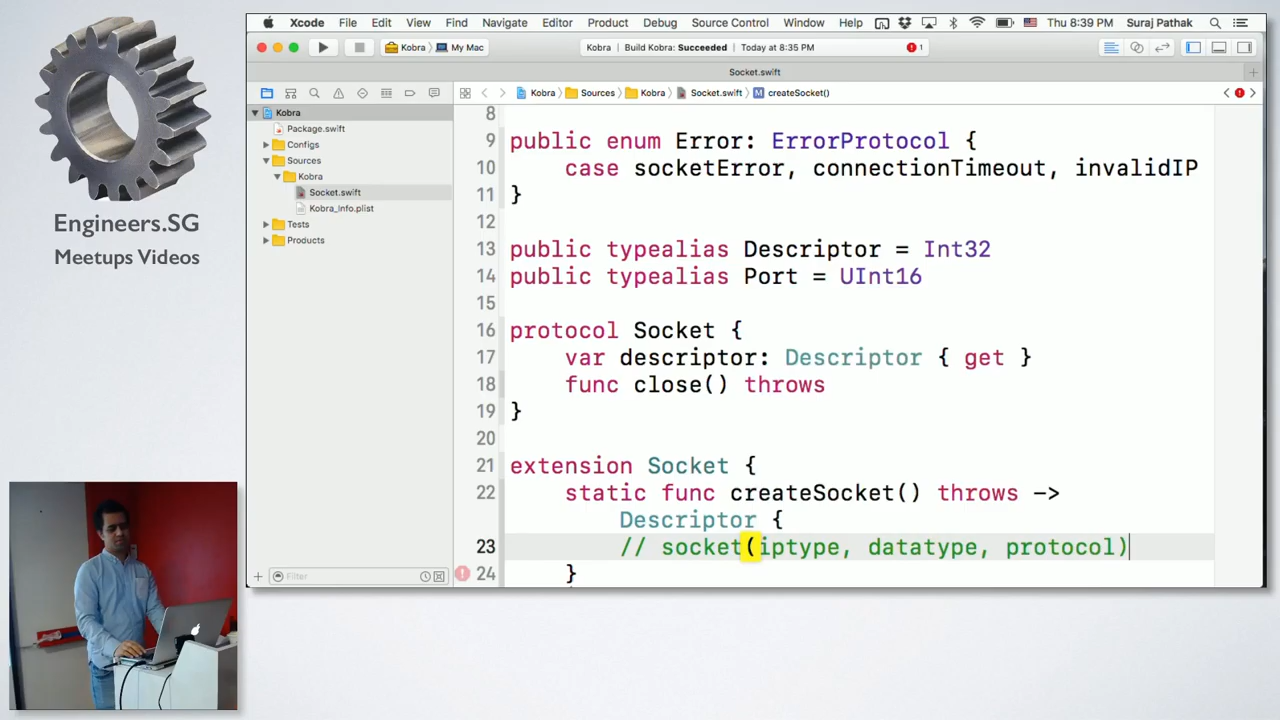 Xcode File Edit View Find Navigate Editor Product Debug Source Control Window Help Thu 8:39 PM Suraj Pathak
Kobra My Mac
Kobra Build Kobra: Succeeded Today at 8:35 PM 1
Socket.swift
Kobra Sources Kobra Socket.swift M createSocket()
Kobra
Package.swift
Configs
Sources
Kobra
Socket.swift
Kobra_Info.plist
Tests
Products
Filter
8
9 public enum Error: ErrorProtocol {
10 case socketError, connectionTimeout, invalidIP
11 }
12
13 public typealias Descriptor = Int32
14 public typealias Port = UInt16
15
16 protocol Socket {
17 var descriptor: Descriptor { get }
18 func close() throws
19 }
20
21 extension Socket {
22 static func createSocket() throws ->
Descriptor {
23 // socket(iptype, datatype, protocol)
24 }
Engineers.SG
Meetups Videos